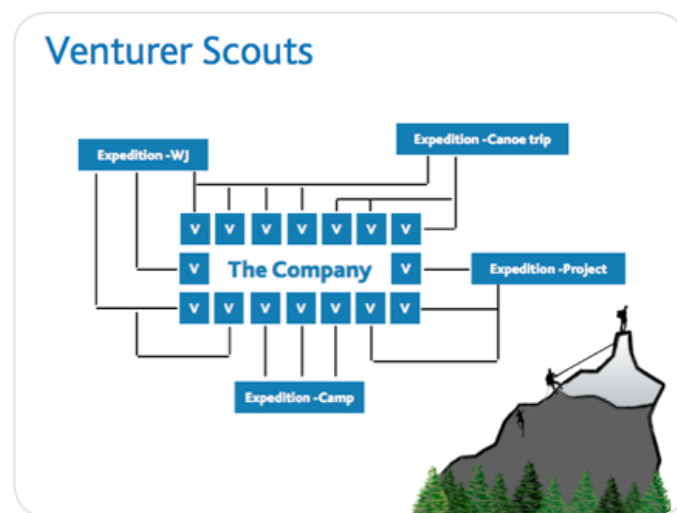 Venturer Scouts
Expedition -WJ
Expedition -Canoe trip
V V V V V V V
V The Company V
Expedition -Project
V V V V V V V
Expedition -Camp